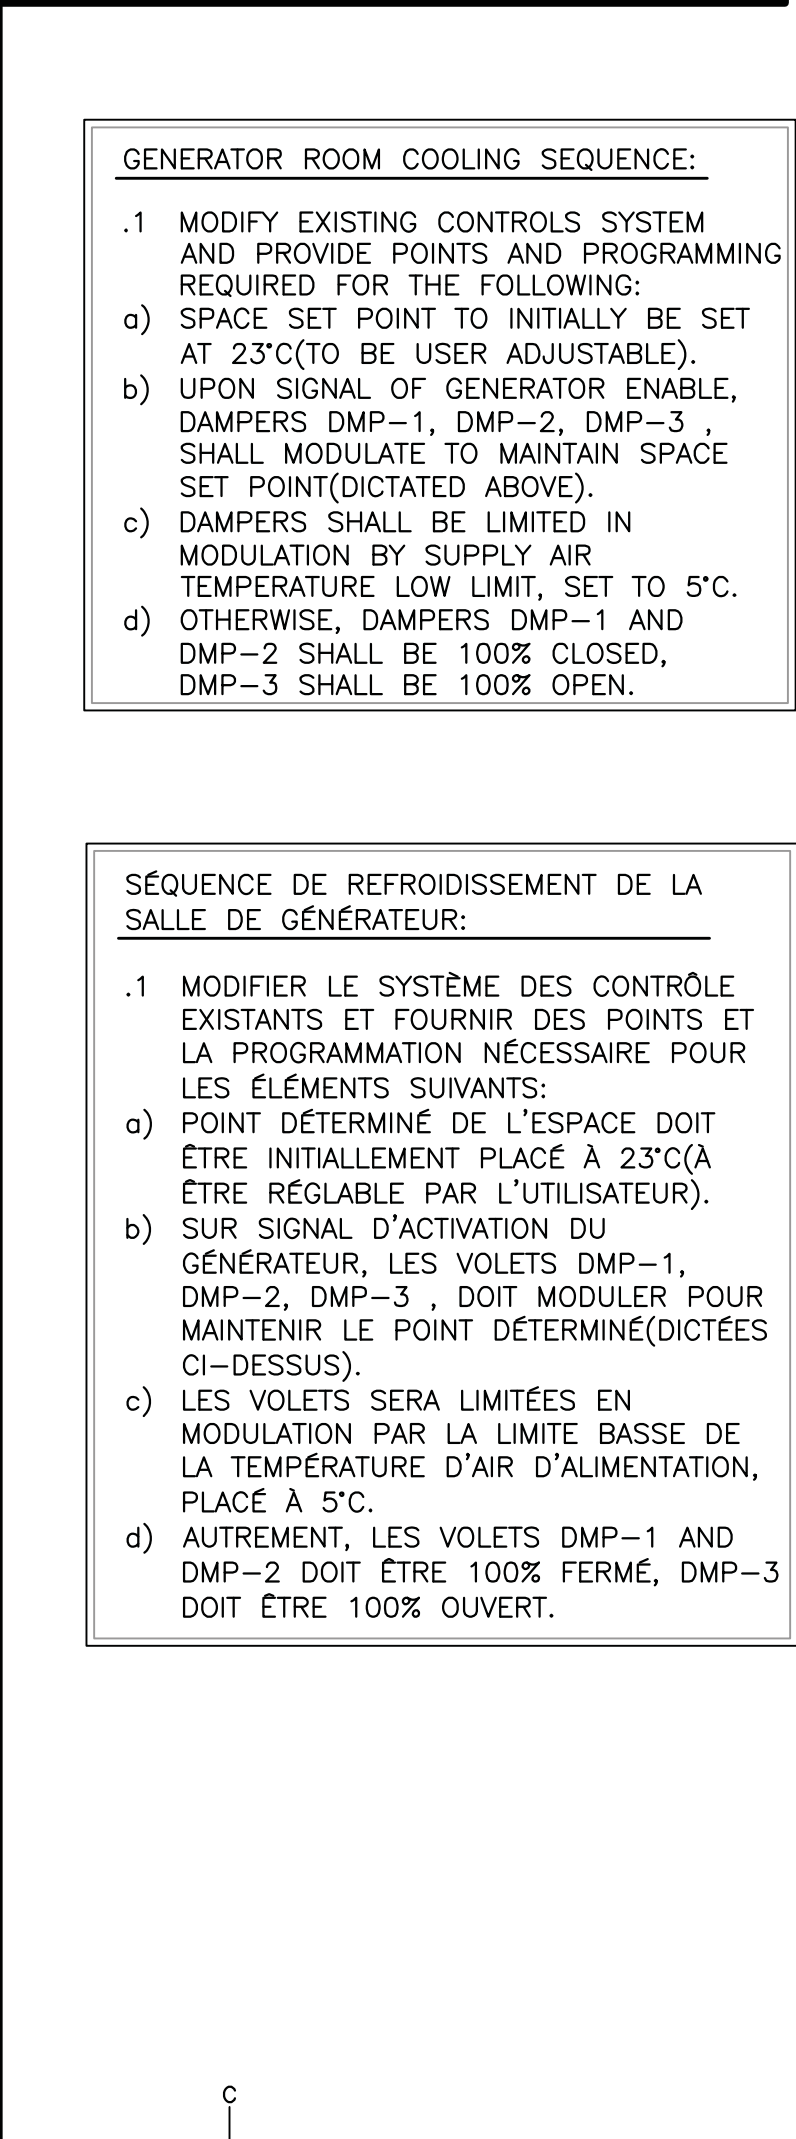 GENERATOR ROOM COOLING SEQUENCE:
.1 MODIFY EXISTING CONTROLS SYSTEM
AND PROVIDE POINTS AND PROGRAMMING
REQUIRED FOR THE FOLLOWING:
a) SPACE SET POINT TO INITIALLY BE SET
AT 23°C(TO BE USER ADJUSTABLE).
b) UPON SIGNAL OF GENERATOR ENABLE,
DAMPERS DMP-1, DMP-2, DMP-3 ,
SHALL MODULATE TO MAINTAIN SPACE
SET POINT(DICTATED ABOVE).
c) DAMPERS SHALL BE LIMITED IN
MODULATION BY SUPPLY AIR
TEMPERATURE LOW LIMIT, SET TO 5°C.
d) OTHERWISE, DAMPERS DMP-1 AND
DMP-2 SHALL BE 100% CLOSED,
DMP-3 SHALL BE 100% OPEN.
SÉQUENCE DE REFROIDISSEMENT DE LA
SALLE DE GÉNÉRATEUR:
.1 MODIFIER LE SYSTÈME DES CONTRÔLE
EXISTANTS ET FOURNIR DES POINTS ET
LA PROGRAMMATION NÉCESSAIRE POUR
LES ÉLÉMENTS SUIVANTS:
a) POINT DÉTERMINÉ DE L'ESPACE DOIT
ÊTRE INITIALLEMENT PLACÉ À 23°C(À
ÊTRE RÉGLABLE PAR L'UTILISATEUR).
b) SUR SIGNAL D'ACTIVATION DU
GÉNÉRATEUR, LES VOLETS DMP-1,
DMP-2, DMP-3 , DOIT MODULER POUR
MAINTENIR LE POINT DÉTERMINÉ(DICTÉES
CI-DESSUS).
c) LES VOLETS SERA LIMITÉES EN
MODULATION PAR LA LIMITE BASSE DE
LA TEMPÉRATURE D'AIR D'ALIMENTATION,
PLACÉ À 5°C.
d) AUTREMENT, LES VOLETS DMP-1 AND
DMP-2 DOIT ÊTRE 100% FERMÉ, DMP-3
DOIT ÊTRE 100% OUVERT.
C